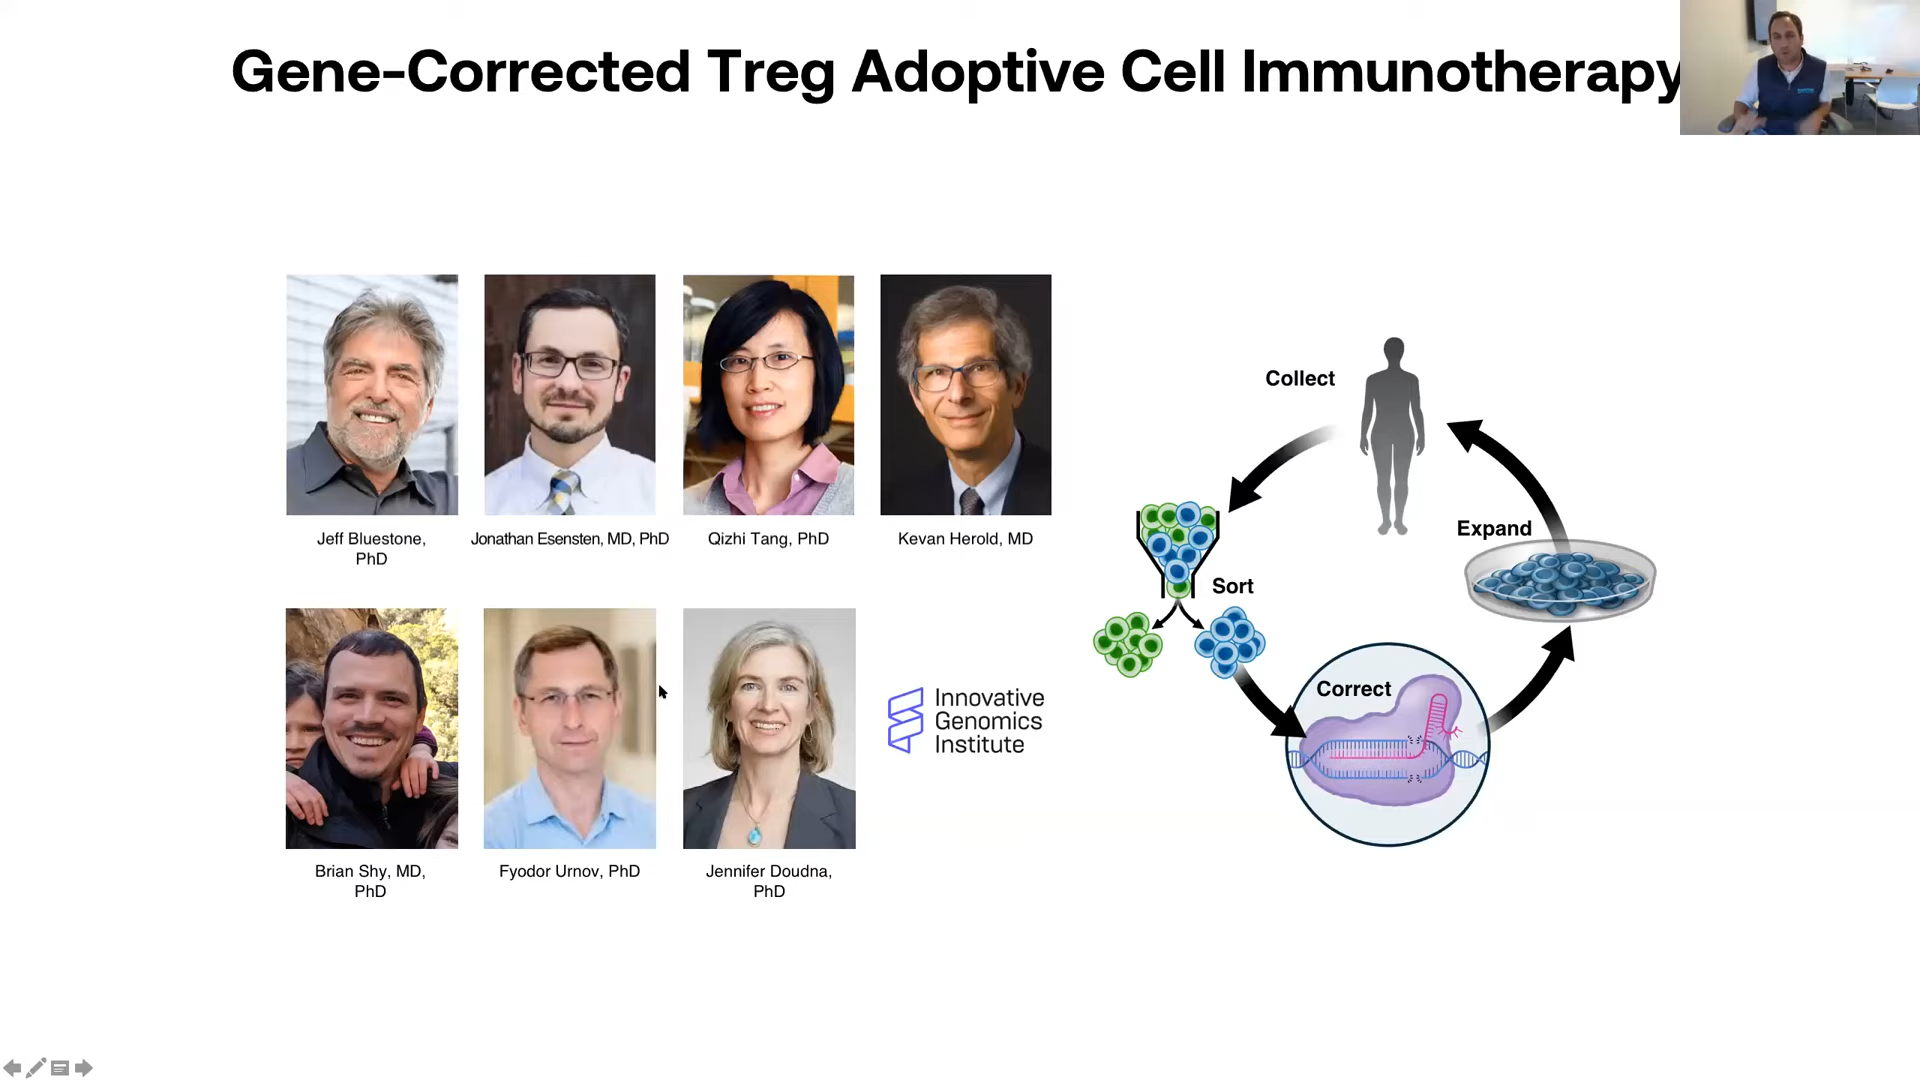 Gene-Corrected Treg Adoptive Cell Immunotherapy
Jeff Bluestone,
PhD
Jonathan Esensten, MD, PhD
Qizhi Tang, PhD
Kevan Herold, MD
Brian Shy, MD,
PhD
Fyodor Urnov, PhD
Jennifer Doudna,
PhD
Innovative
Genomics
Institute
Collect
Sort
Correct
Expand